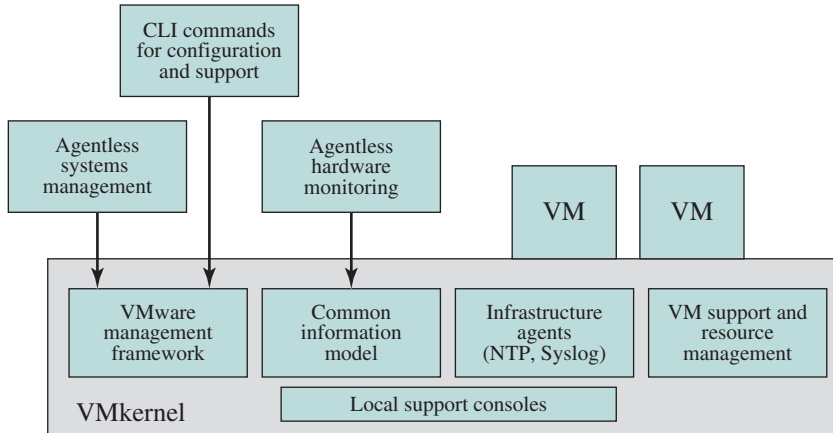 CLI commands
for configuration
and support
Agentless
systems
management
Agentless
hardware
monitoring
VM
VM
VMware
management
framework
Common
information
model
Infrastructure
agents
(NTP, Syslog)
VM support and
resource
management
Local support consoles
VMkernel